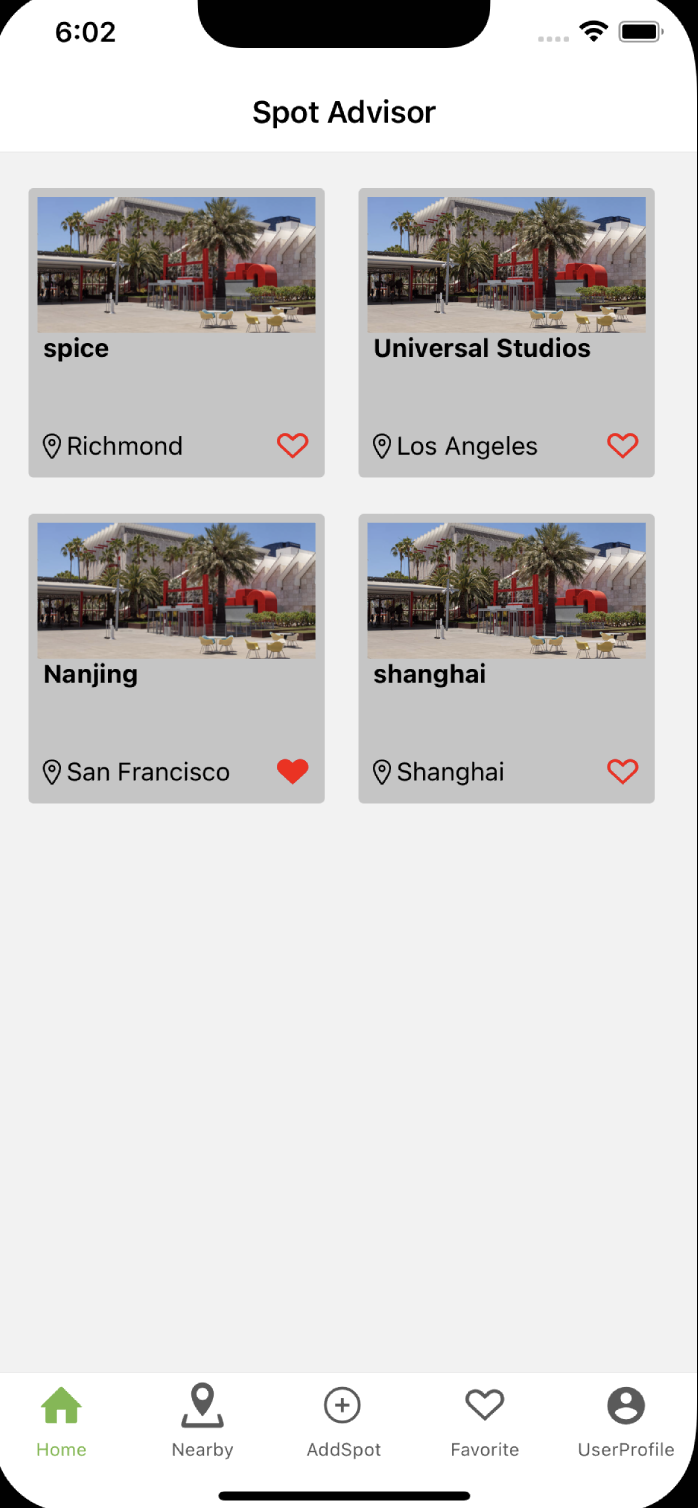 6:02
Spot Advisor
spice
Universal Studios
Richmond
Los Angeles
Nanjing
shanghai
San Francisco
Shanghai
Home
Nearby
AddSpot
Favorite
UserProfile